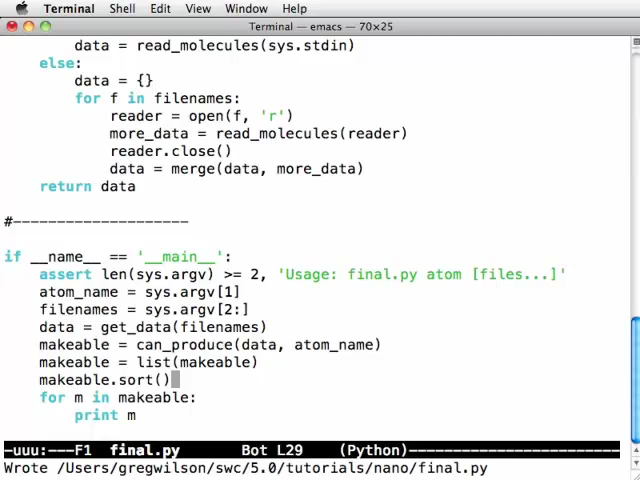 Terminal Shell Edit View Window Help
Terminal — emacs — 70×25
        data = read_molecules(sys.stdin)
    else:
        data = {}
        for f in filenames:
            reader = open(f, 'r')
            more_data = read_molecules(reader)
            reader.close()
            data = merge(data, more_data)
    return data
#--------------------
if __name__ == '__main__':
    assert len(sys.argv) >= 2, 'Usage: final.py atom [files...]'
    atom_name = sys.argv[1]
    filenames = sys.argv[2:]
    data = get_data(filenames)
    makeable = can_produce(data, atom_name)
    makeable = list(makeable)
    makeable.sort()
    for m in makeable:
        print m
-uuu:---F1  final.py       Bot L29    (Python)------------------------
Wrote /Users/gregwilson/swc/5.0/tutorials/nano/final.py